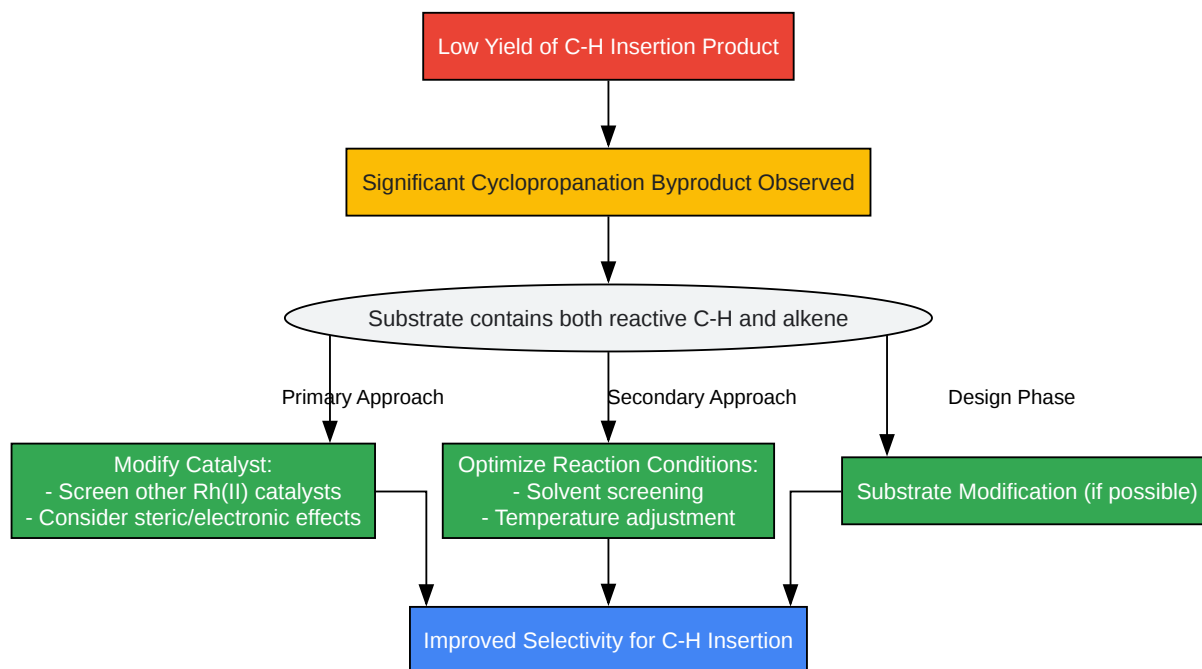 Low Yield of C-H Insertion Product
Significant Cyclopropanation Byproduct Observed
Substrate contains both reactive C-H and alkene
Primary Approach
Secondary Approach
Design Phase
Modify Catalyst:
- Screen other Rh(II) catalysts
- Consider steric/electronic effects
Optimize Reaction Conditions:
- Solvent screening
- Temperature adjustment
Substrate Modification (if possible)
Improved Selectivity for C-H Insertion